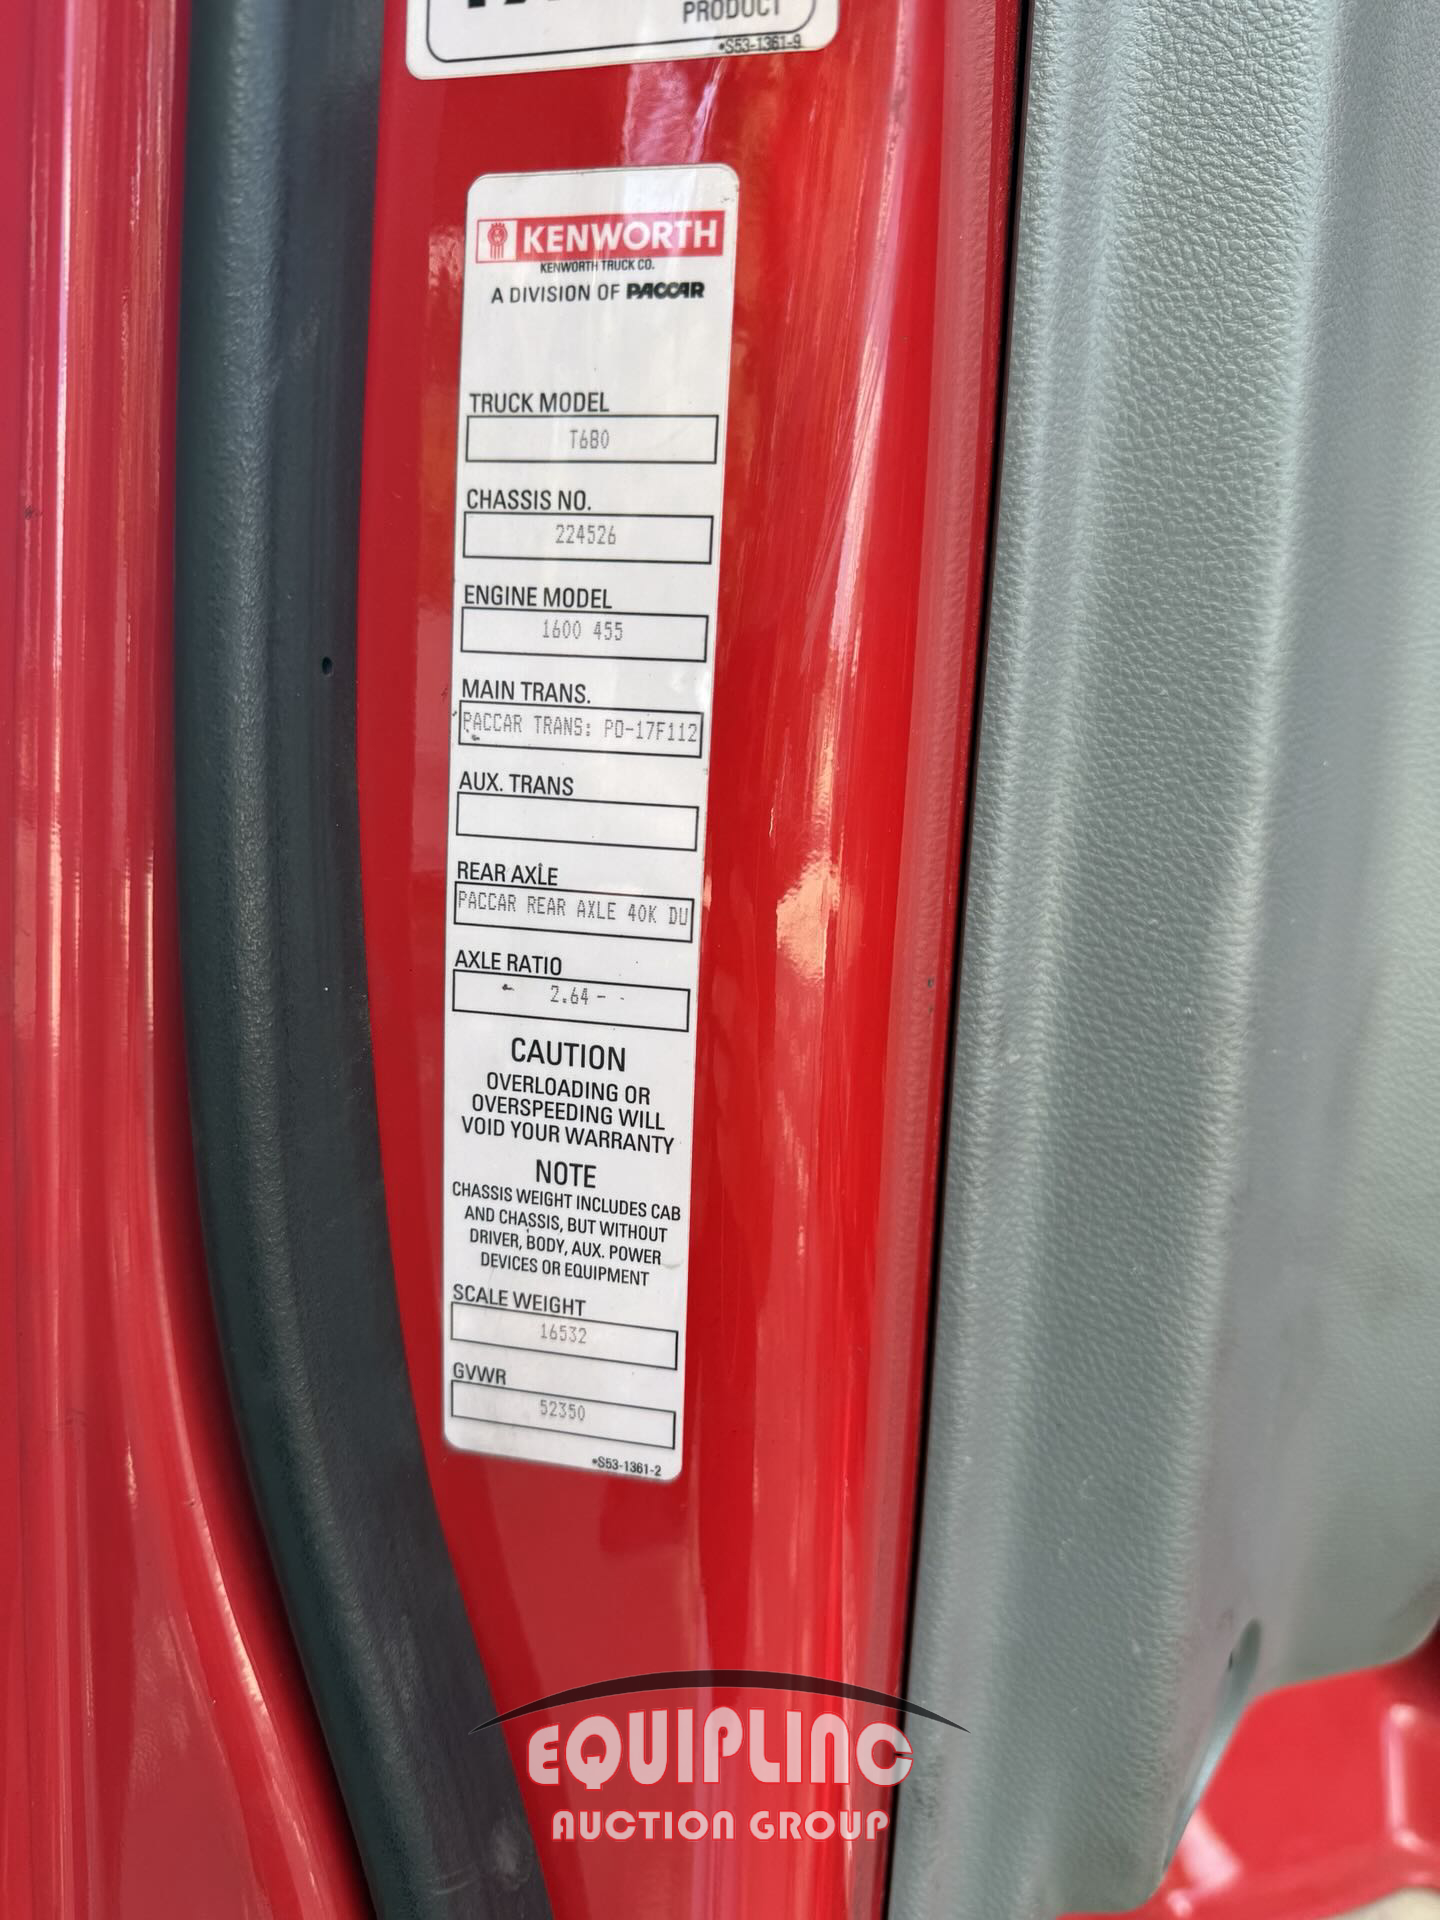 PRODUCT
*S53-1361-9
KENWORTH
KENWORTH TRUCK CO.
A DIVISION OF PACCAR
TRUCK MODEL
T680
CHASSIS NO.
224526
ENGINE MODEL
1600 455
MAIN TRANS.
PACCAR TRANS: PO-17F112
AUX. TRANS
REAR AXLE
PACCAR REAR AXLE 40K DU
AXLE RATIO
2.64 -
CAUTION
OVERLOADING OR
OVERSPEEDING WILL
VOID YOUR WARRANTY
NOTE
CHASSIS WEIGHT INCLUDES CAB
AND CHASSIS, BUT WITHOUT
DRIVER, BODY, AUX. POWER
DEVICES OR EQUIPMENT
SCALE WEIGHT
16532
GVWR
52350
*S53-1361-2
EQUIPLINC
AUCTION GROUP